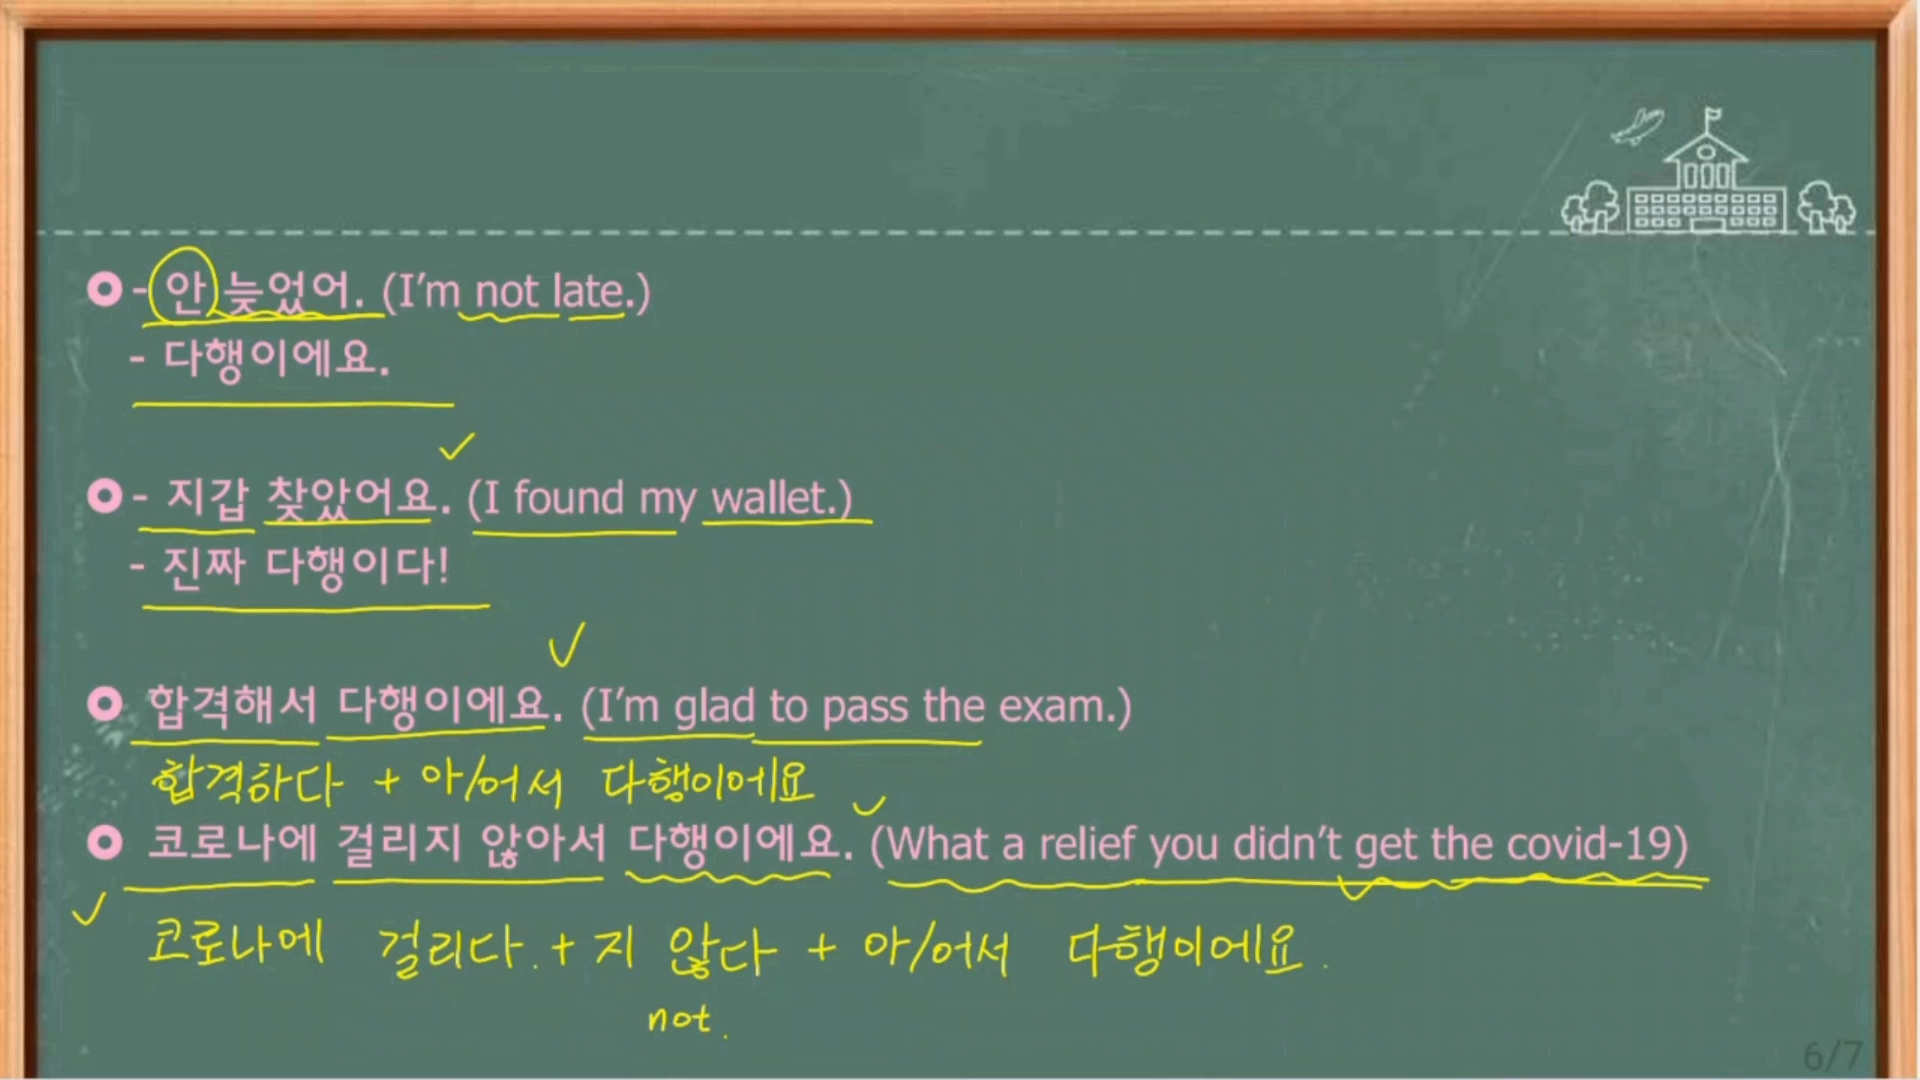 - 안 늦었어. (I’m not late.)
- 다행이에요.
- 지갑 찾았어요. (I found my wallet.)
- 진짜 다행이다!
합격해서 다행이에요. (I’m glad to pass the exam.)
합격하다 + 아/어서 다행이에요
코로나에 걸리지 않아서 다행이에요. (What a relief you didn’t get the covid-19)
코로나에 걸리다. + 지 않다 + 아/어서 다행이에요.
not.
6/7